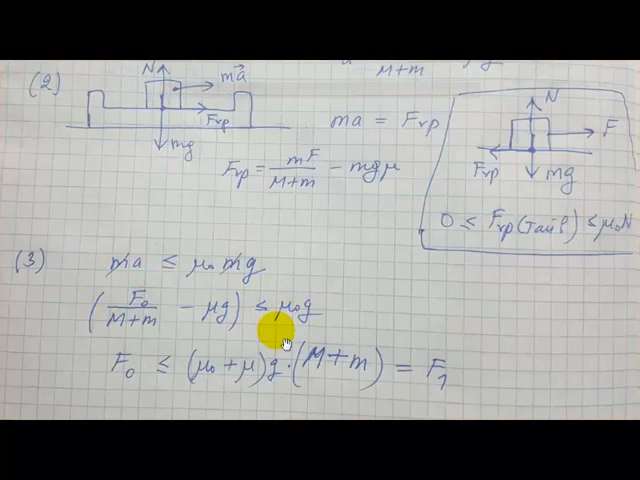 M+m
(2)
N
ma⃗
Fтр
mg
ma = Fтр
Fтр = mF/(M+m) − mgμ
N
F
Fтр
mg
0 ≤ Fтр(тайв) ≤ μ₀N
(3) ma ≤ μ₀mg
(F₀/(M+m) − μg) ≤ μ₀g
F₀ ≤ (μ₀+μ)g·(M+m) = F₁